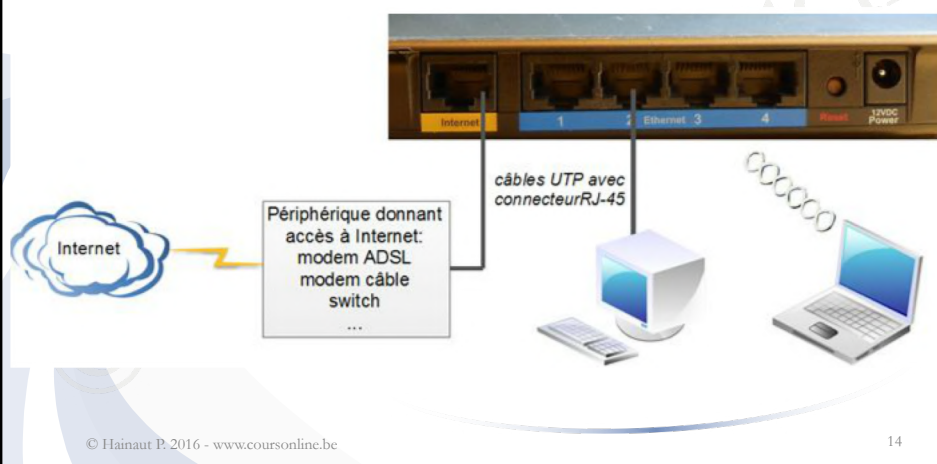 Internet
1
2
Ethernet
3
4
Reset
12VDC
Power
câbles UTP avec
connecteurRJ-45
Internet
Périphérique donnant
accès à Internet:
modem ADSL
modem câble
switch
...
© Hainaut P. 2016 - www.coursonline.be
14